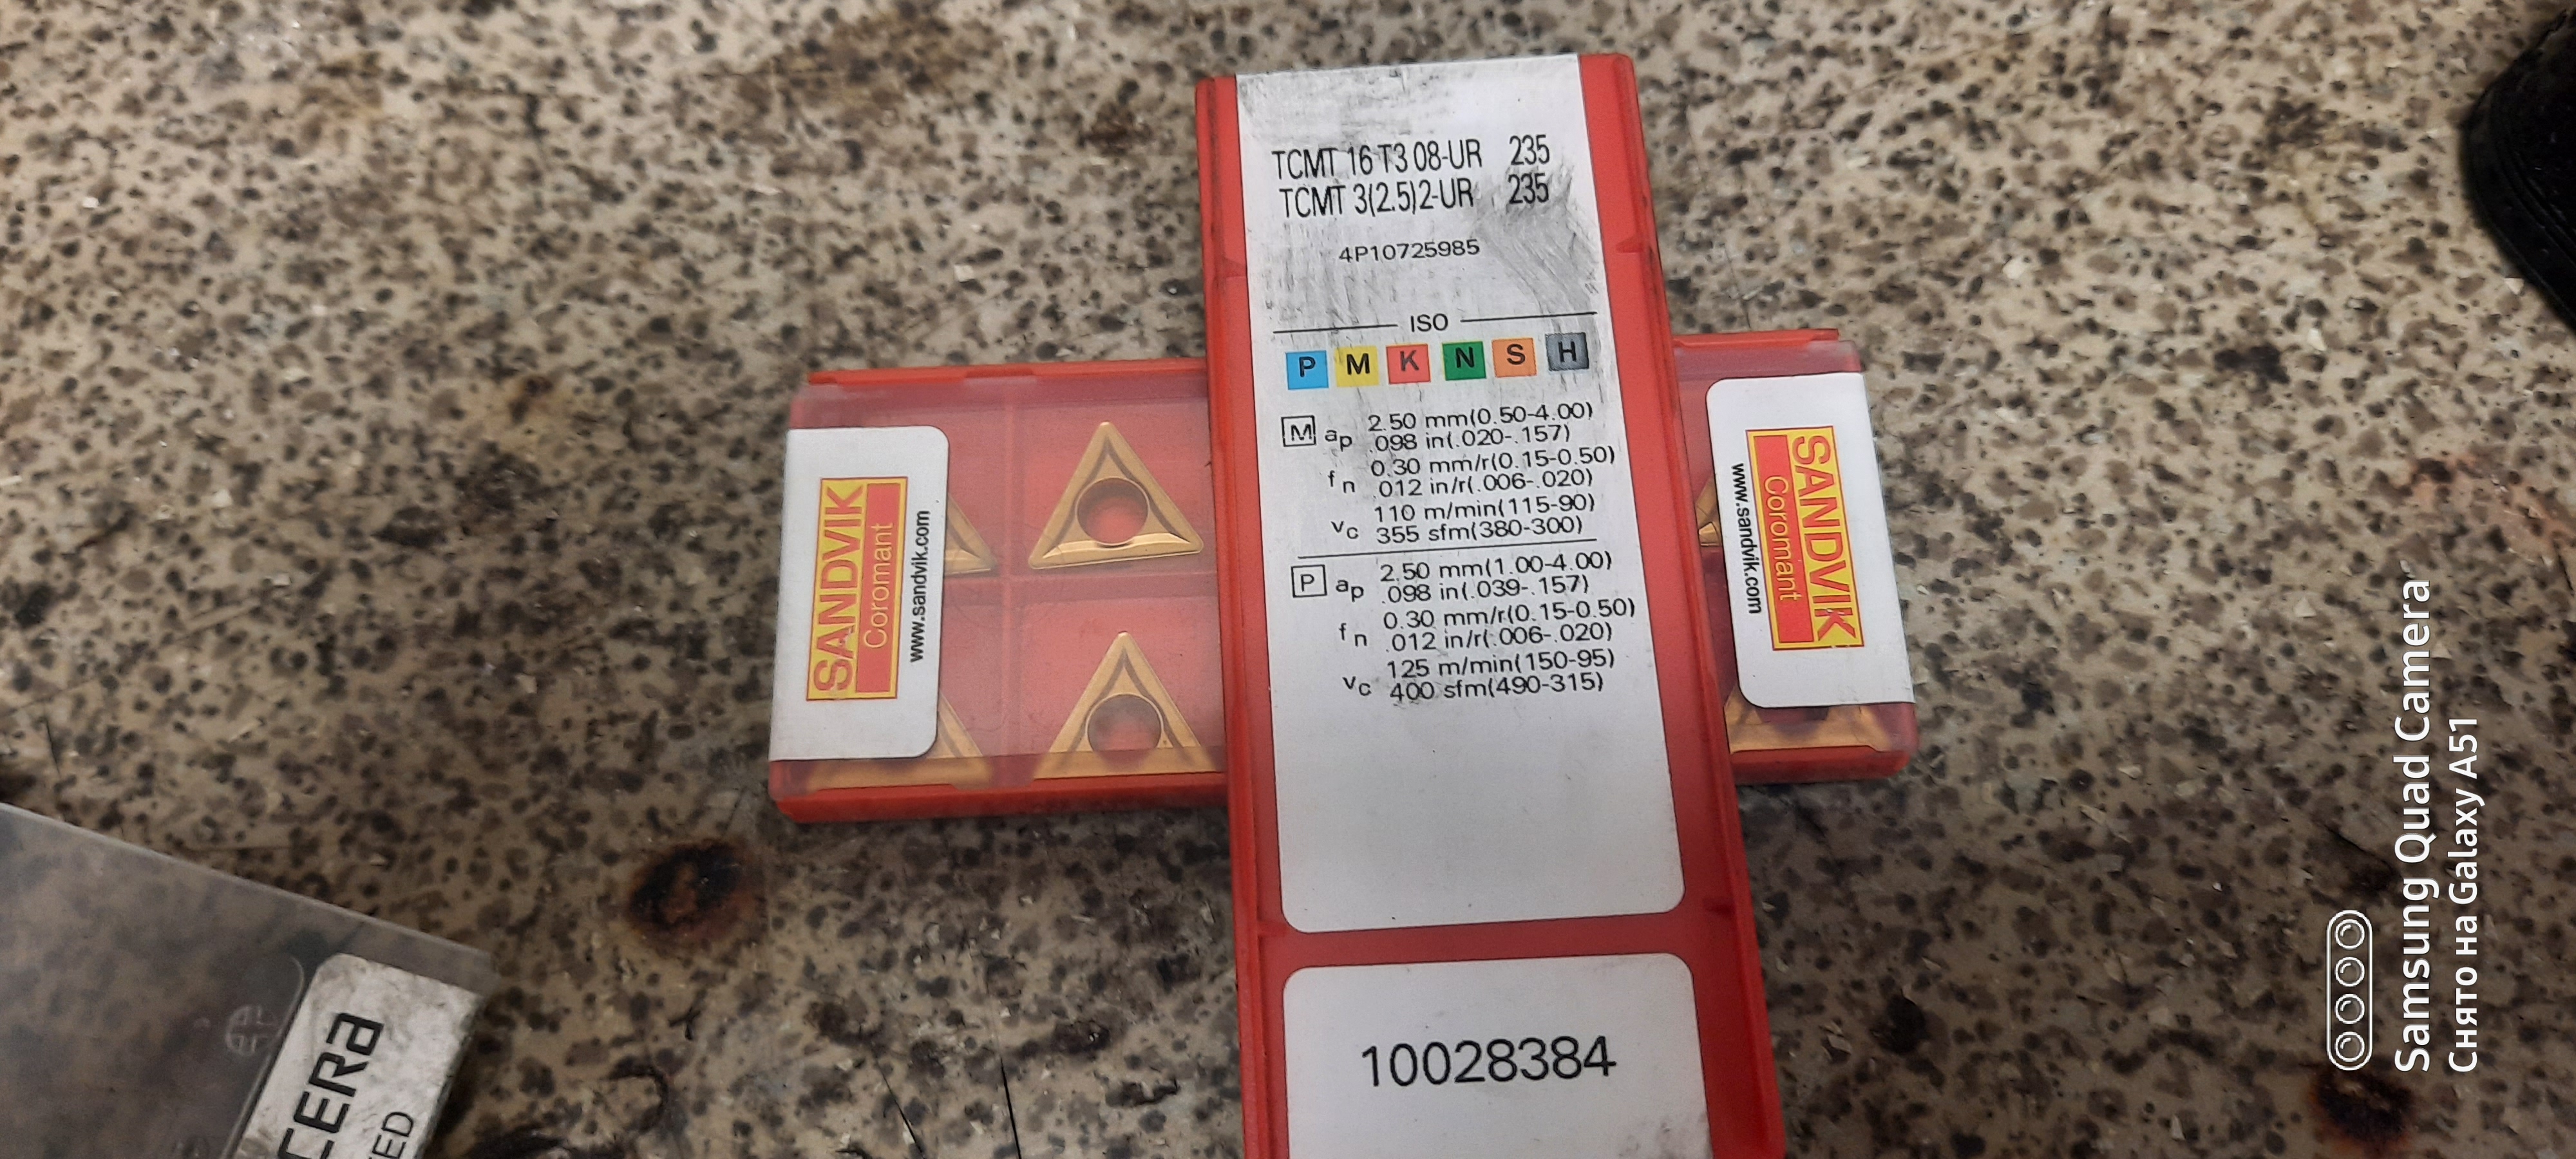 TCMT 16 T3 08-UR 235
TCMT 3(2.5)2-UR 235
4P10725985
ISO
P M K N S H
M ap 2.50 mm(0.50-4.00)
.098 in(.020-.157)
fn 0.30 mm/r(0.15-0.50)
.012 in/r(.006-.020)
vc 110 m/min(115-90)
355 sfm(380-300)
P ap 2.50 mm(1.00-4.00)
.098 in(.039-.157)
fn 0.30 mm/r(0.15-0.50)
.012 in/r(.006-.020)
vc 125 m/min(150-95)
400 sfm(490-315)
10028384
SANDVIK
Coromant
www.sandvik.com
SANDVIK
Coromant
www.sandvik.com
Samsung Quad Camera
Снято на Galaxy A51